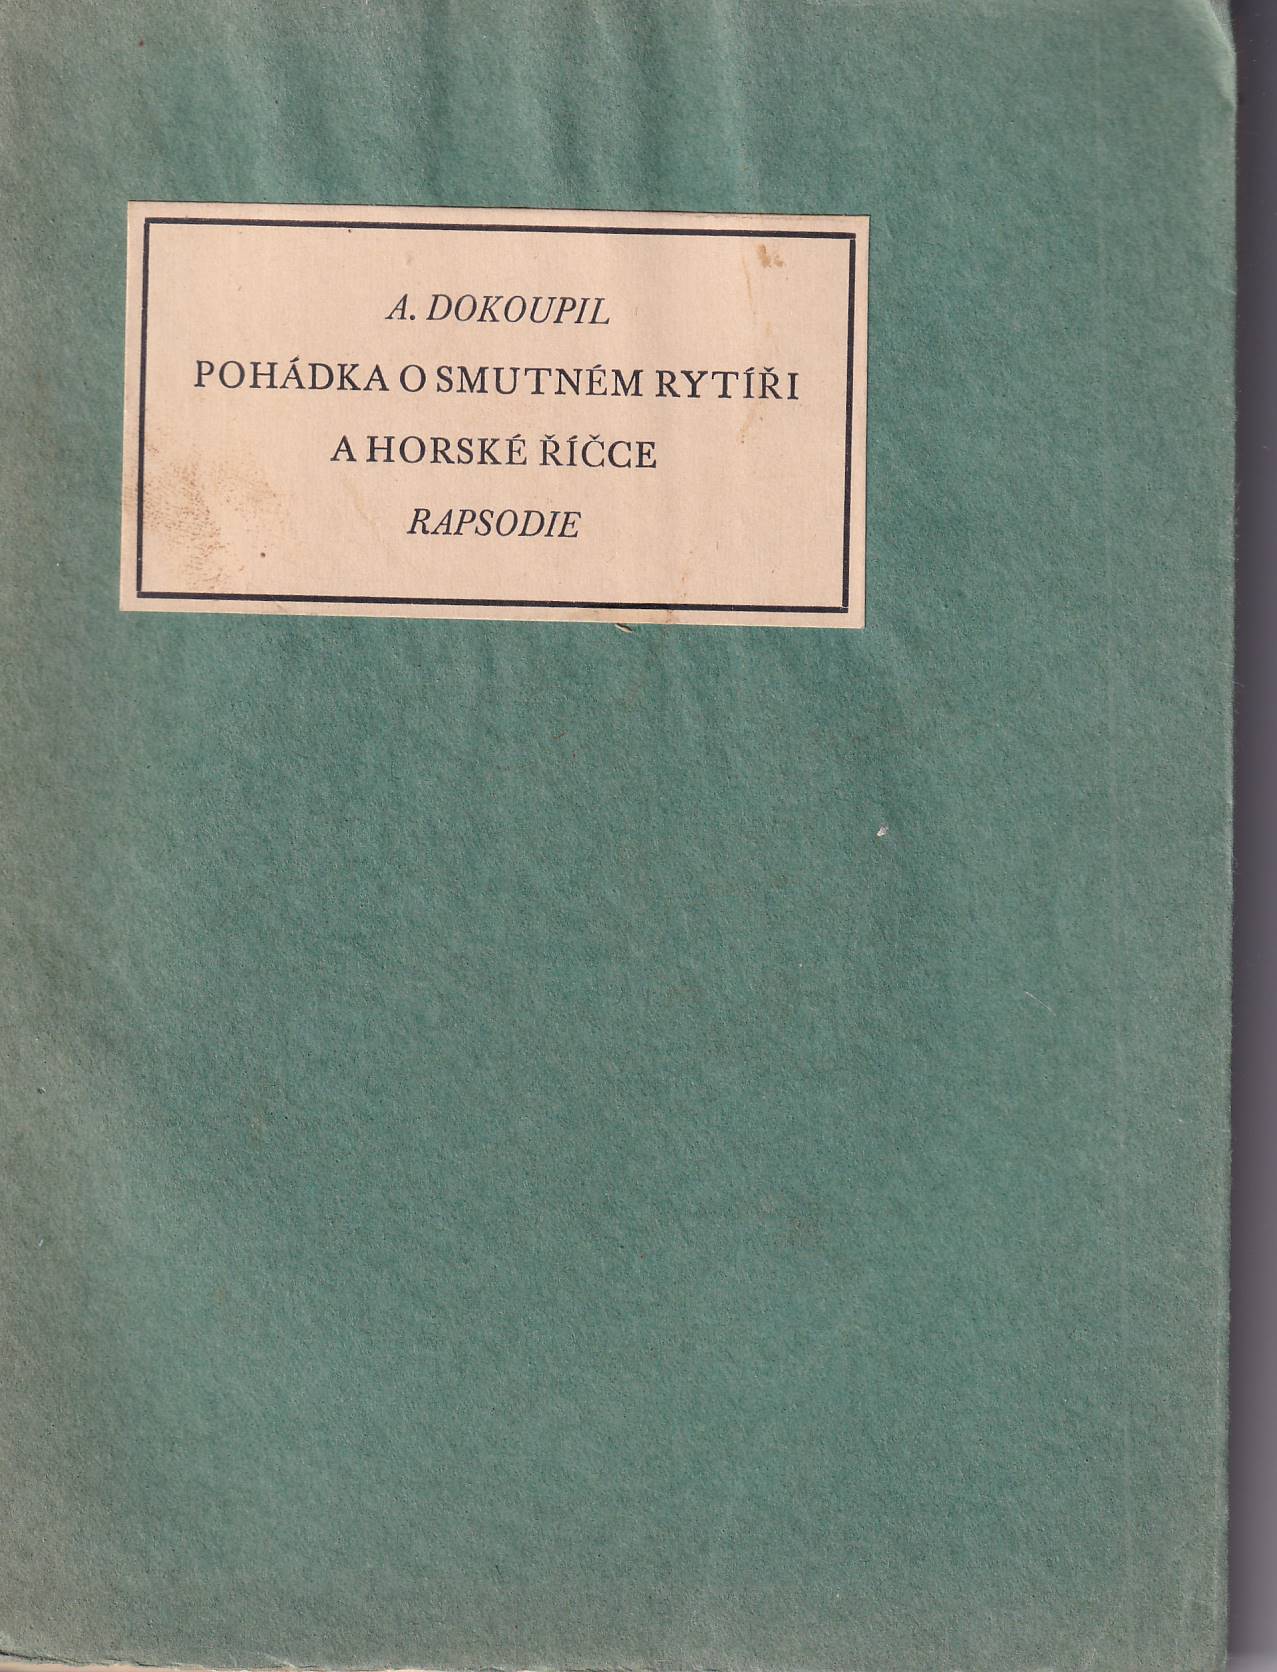 A. DOKOUPIL
POHÁDKA O SMUTNÉM RYTÍŘI
A HORSKÉ ŘÍČCE
RAPSODIE